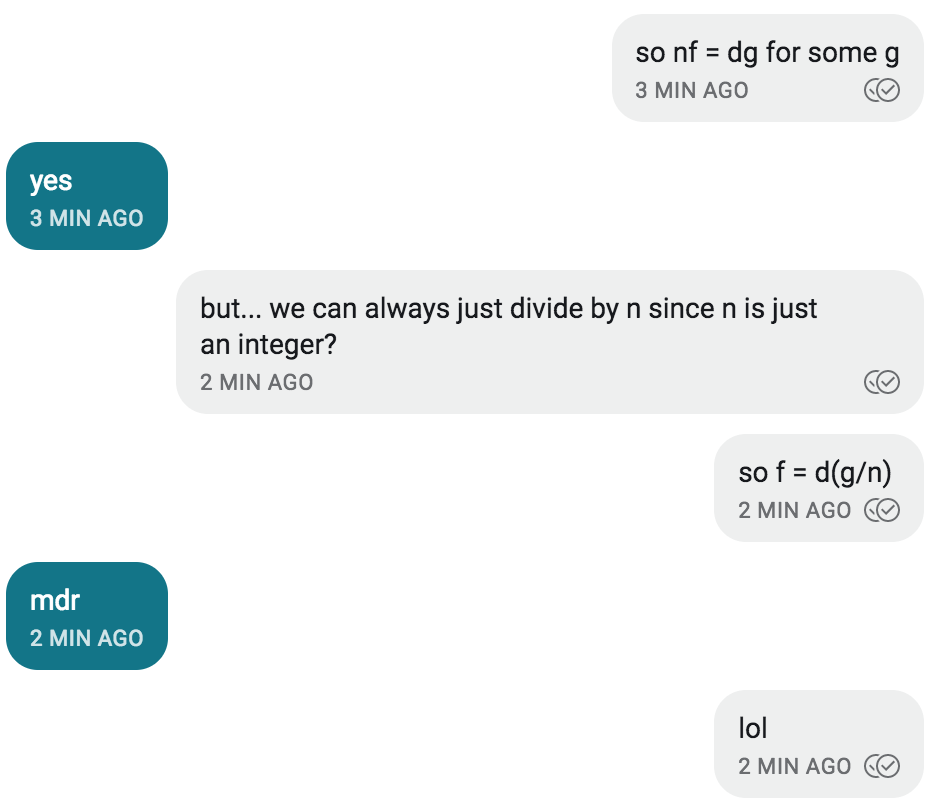 so nf = dg for some g
3 MIN AGO
yes
3 MIN AGO
but... we can always just divide by n since n is just
an integer?
2 MIN AGO
so f = d(g/n)
2 MIN AGO
mdr
2 MIN AGO
lol
2 MIN AGO